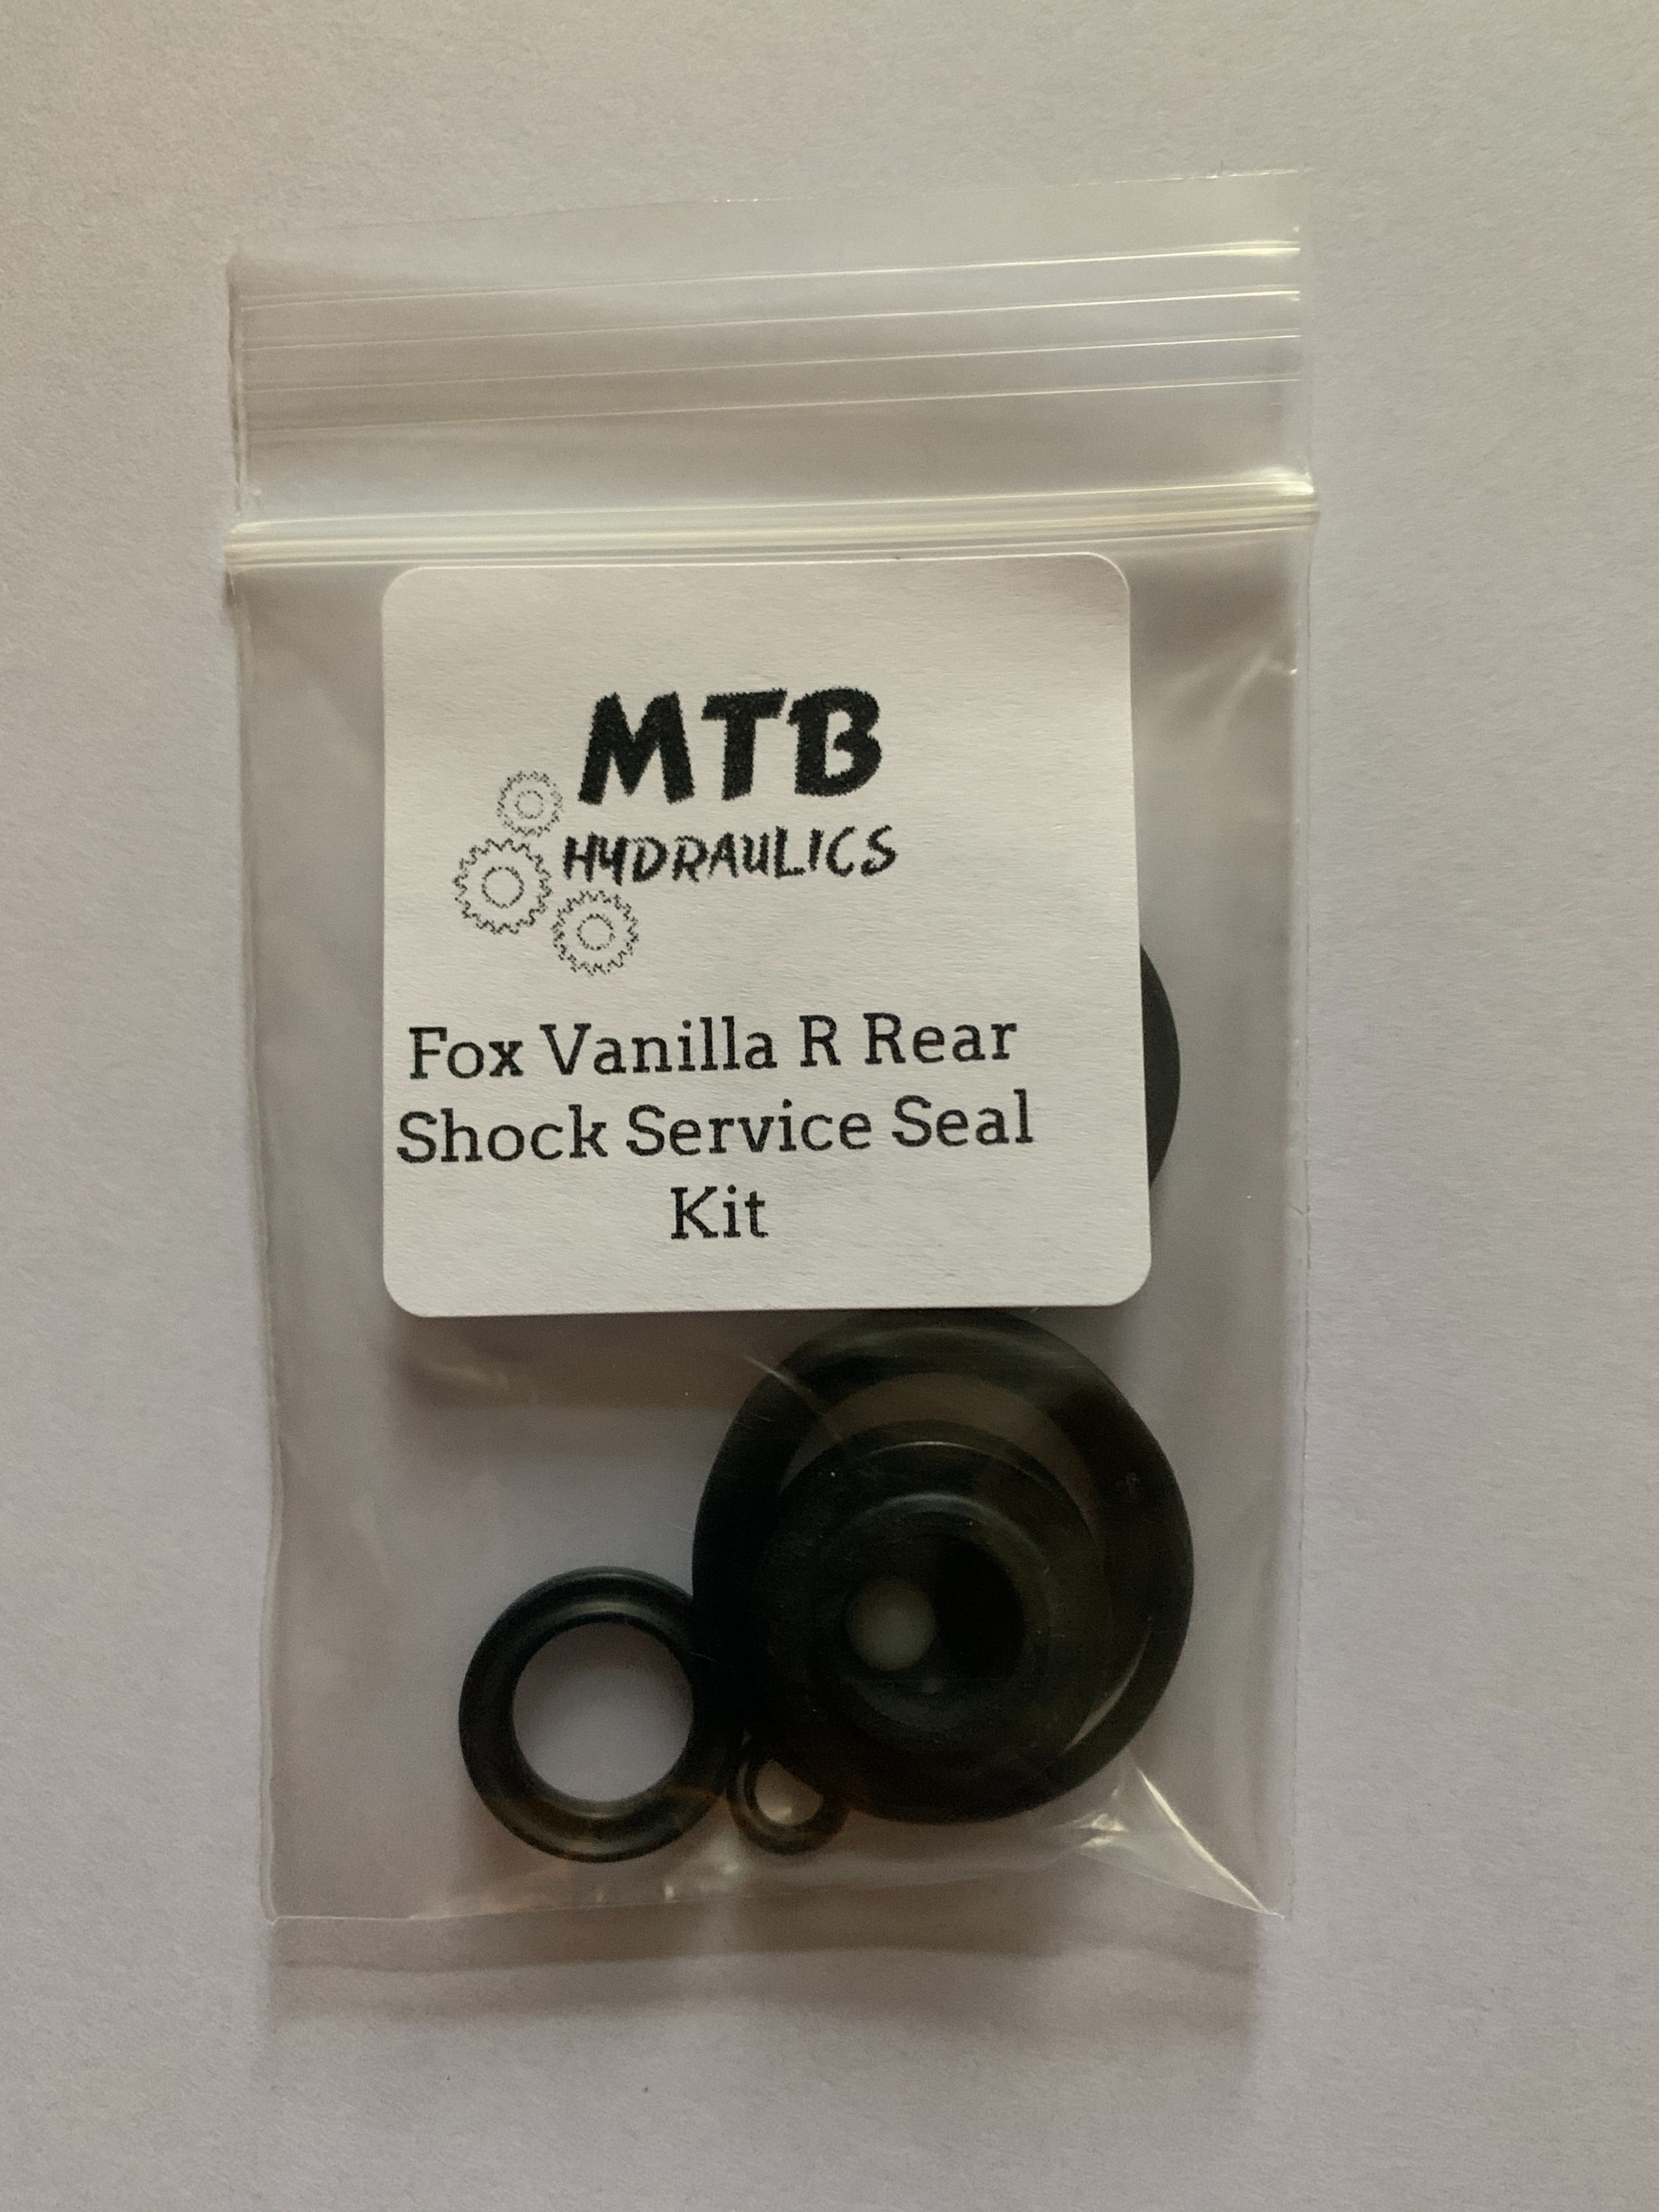 MTB
HYDRAULICS
Fox Vanilla R Rear
Shock Service Seal
Kit